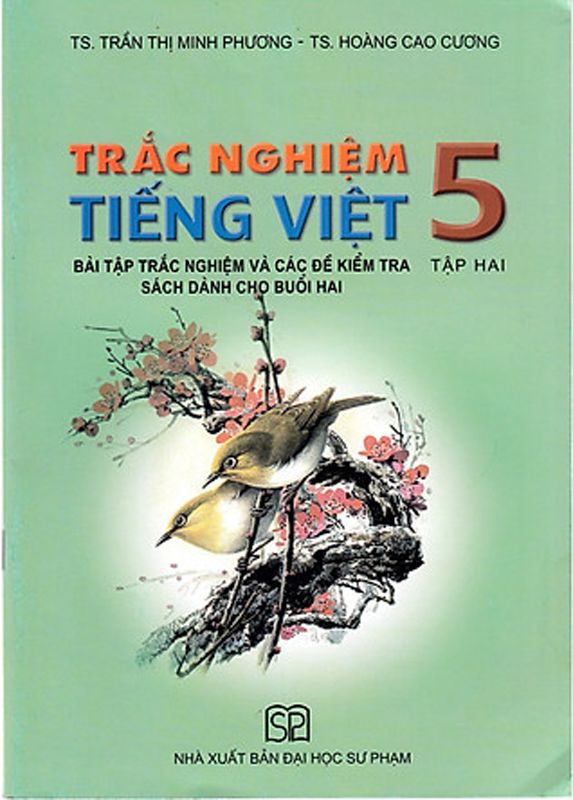 TS. TRẦN THỊ MINH PHƯƠNG - TS. HOÀNG CAO CƯƠNG
TRẮC NGHIỆM
TIẾNG VIỆT 5
BÀI TẬP TRẮC NGHIỆM VÀ CÁC ĐỀ KIỂM TRA TẬP HAI
SÁCH DÀNH CHO BUỔI HAI
SP
NHÀ XUẤT BẢN ĐẠI HỌC SƯ PHẠM